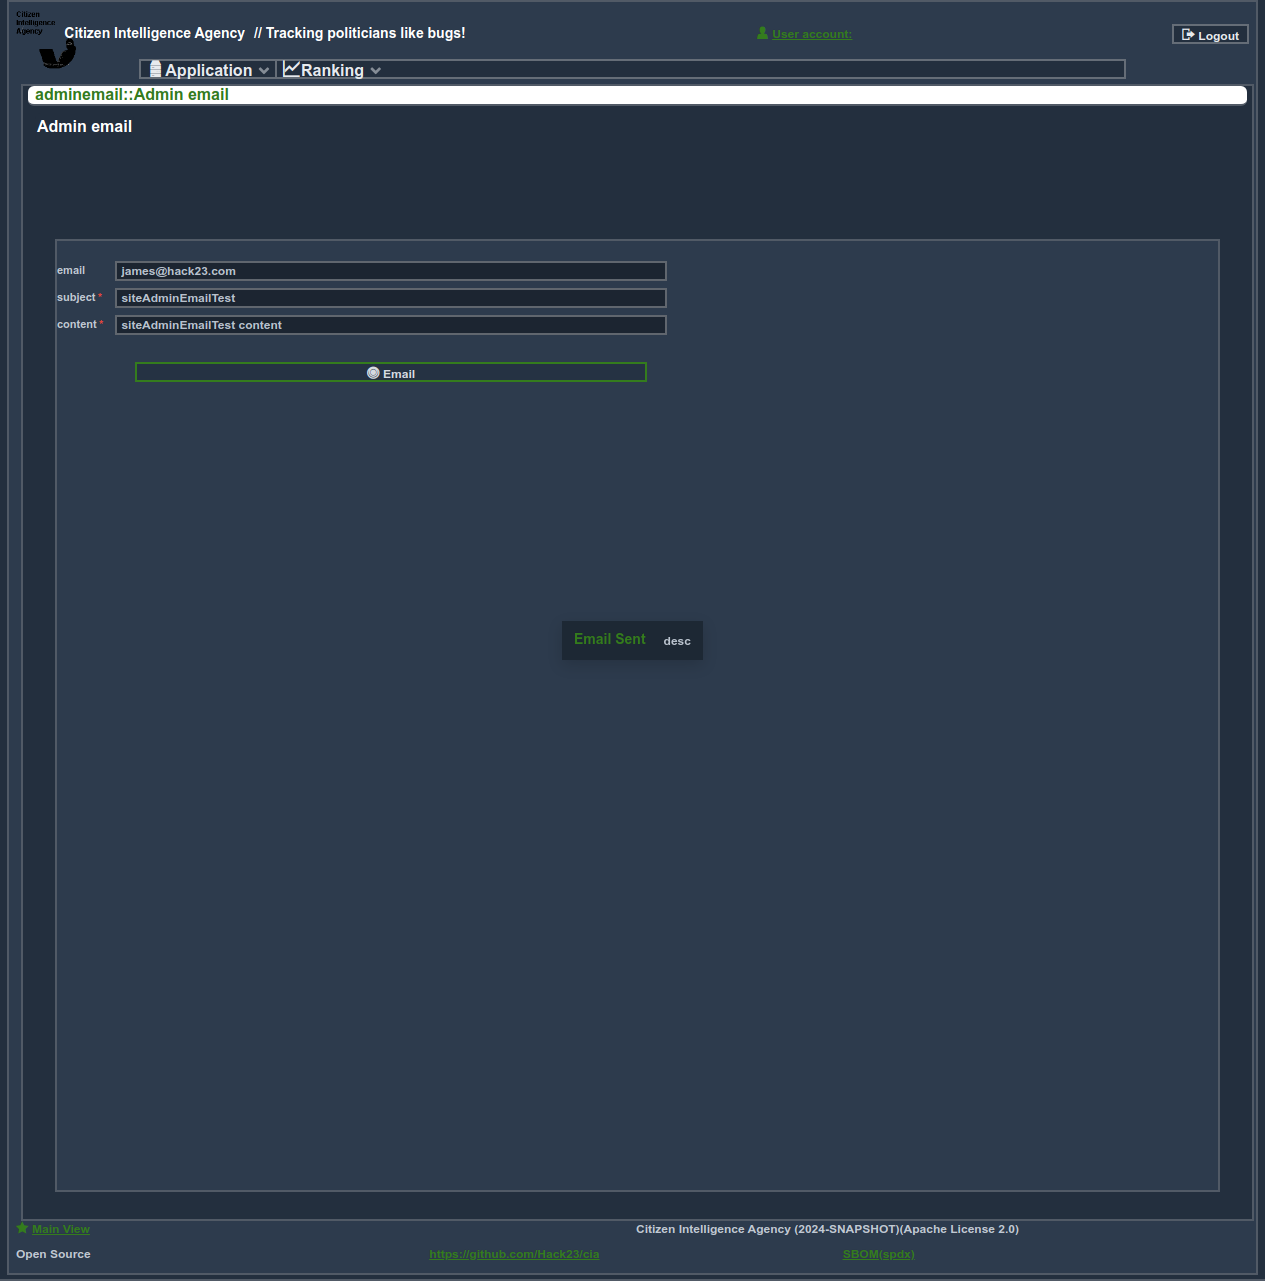 Citizen
Intelligence
Agency
Citizen Intelligence Agency // Tracking politicians like bugs!
User account:
Logout
Application
Ranking
adminemail::Admin email
Admin email
email james@hack23.com
subject * siteAdminEmailTest
content * siteAdminEmailTest content
Email
Email Sent desc
Main View
Citizen Intelligence Agency (2024-SNAPSHOT)(Apache License 2.0)
Open Source
https://github.com/Hack23/cia
SBOM(spdx)